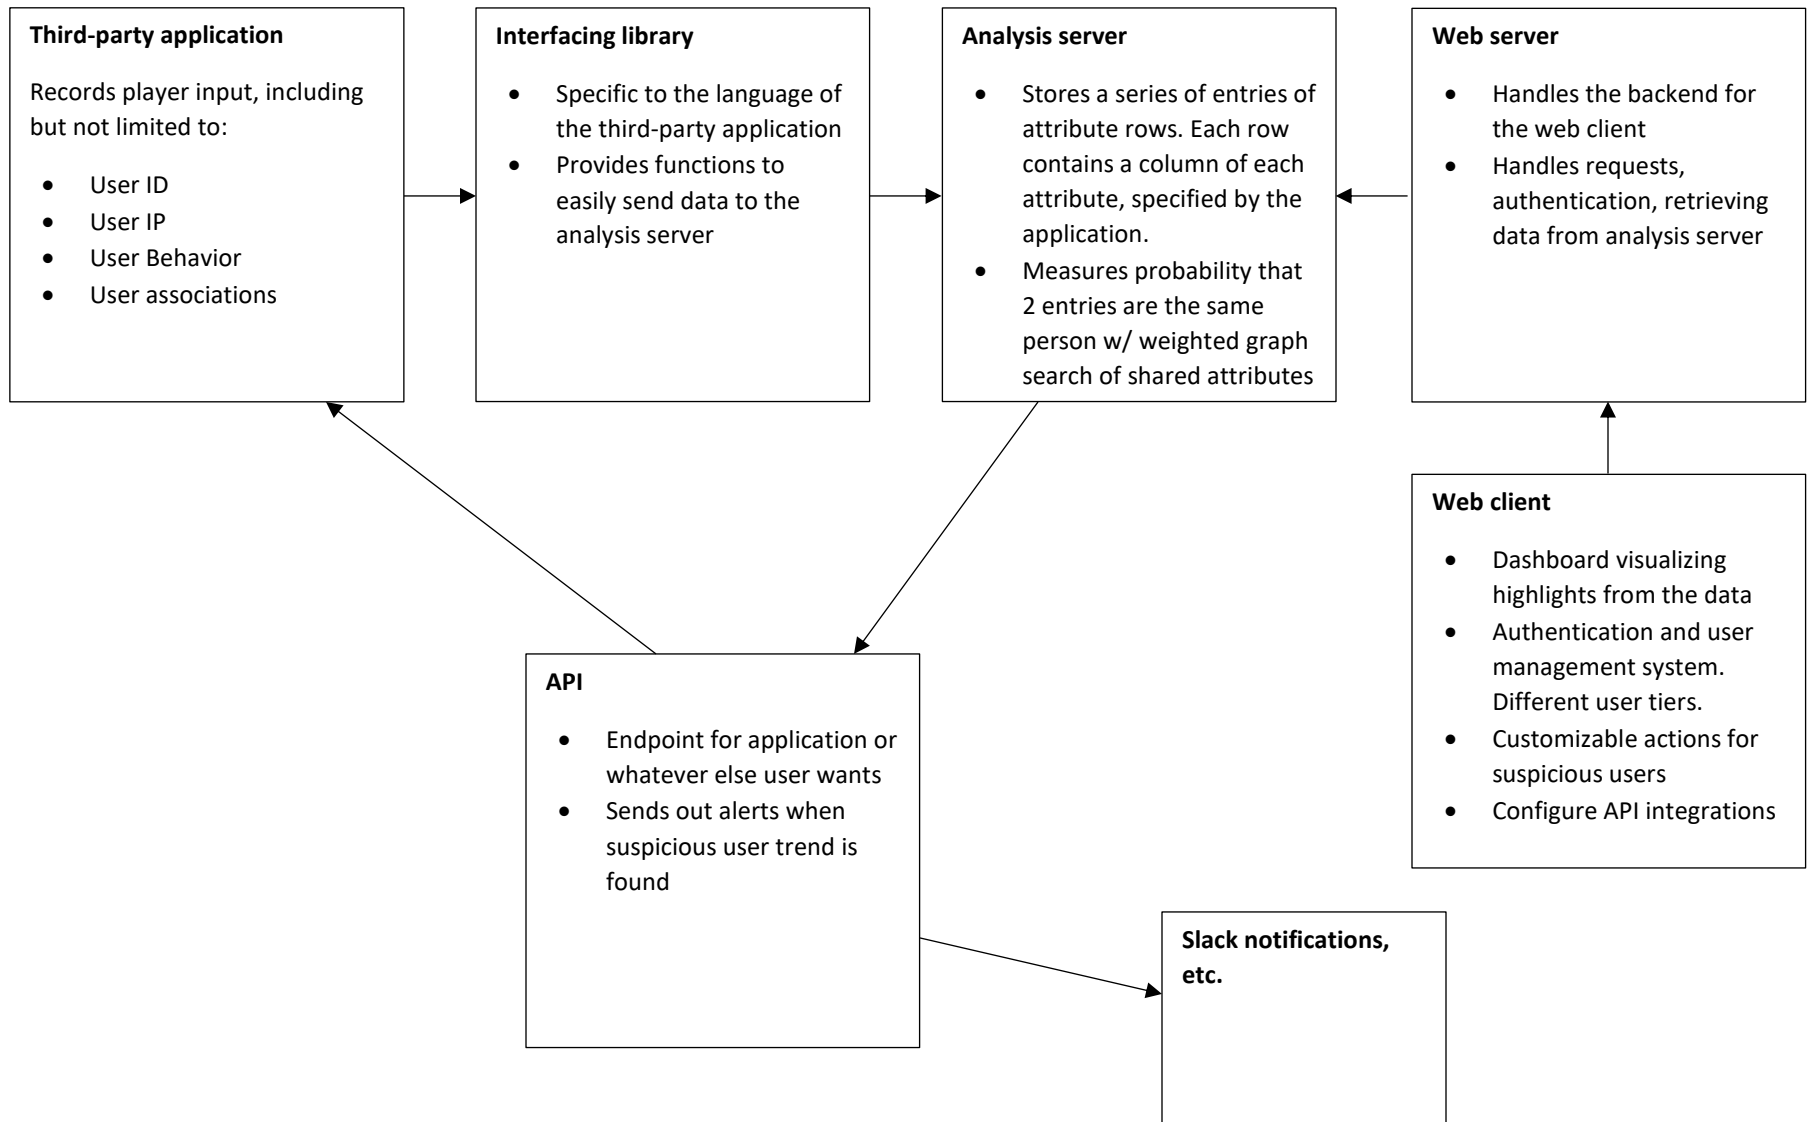 Third-party application
Records player input, including
but not limited to:
• User ID
• User IP
• User Behavior
• User associations
Interfacing library
• Specific to the language of
the third-party application
• Provides functions to
easily send data to the
analysis server
Analysis server
• Stores a series of entries of
attribute rows. Each row
contains a column of each
attribute, specified by the
application.
• Measures probability that
2 entries are the same
person w/ weighted graph
search of shared attributes
Web server
• Handles the backend for
the web client
• Handles requests,
authentication, retrieving
data from analysis server
Web client
• Dashboard visualizing
highlights from the data
• Authentication and user
management system.
Different user tiers.
• Customizable actions for
suspicious users
• Configure API integrations
API
• Endpoint for application or
whatever else user wants
• Sends out alerts when
suspicious user trend is
found
Slack notifications,
etc.